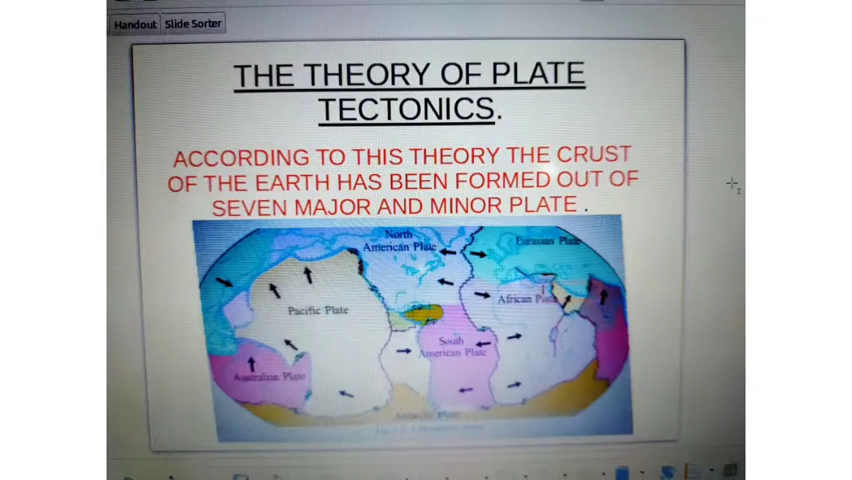 Handout Slide Sorter
THE THEORY OF PLATE
TECTONICS.
ACCORDING TO THIS THEORY THE CRUST
OF THE EARTH HAS BEEN FORMED OUT OF
SEVEN MAJOR AND MINOR PLATE .
North
American Plate
Eurasian Plate
African Plate
Pacific Plate
South
American Plate
Australian Plate
Plate